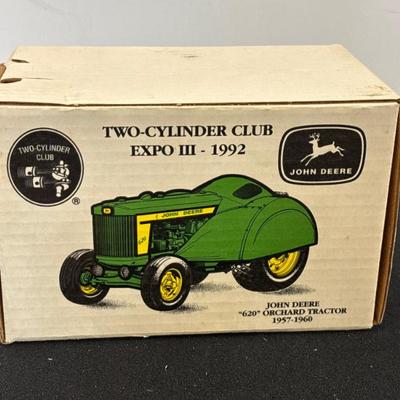 TWO-CYLINDER CLUB
EXPO III - 1992
TWO-CYLINDER
CLUB
®
JOHN DEERE
JOHN DEERE
620
JOHN DEERE
"620" ORCHARD TRACTOR
1957-1960